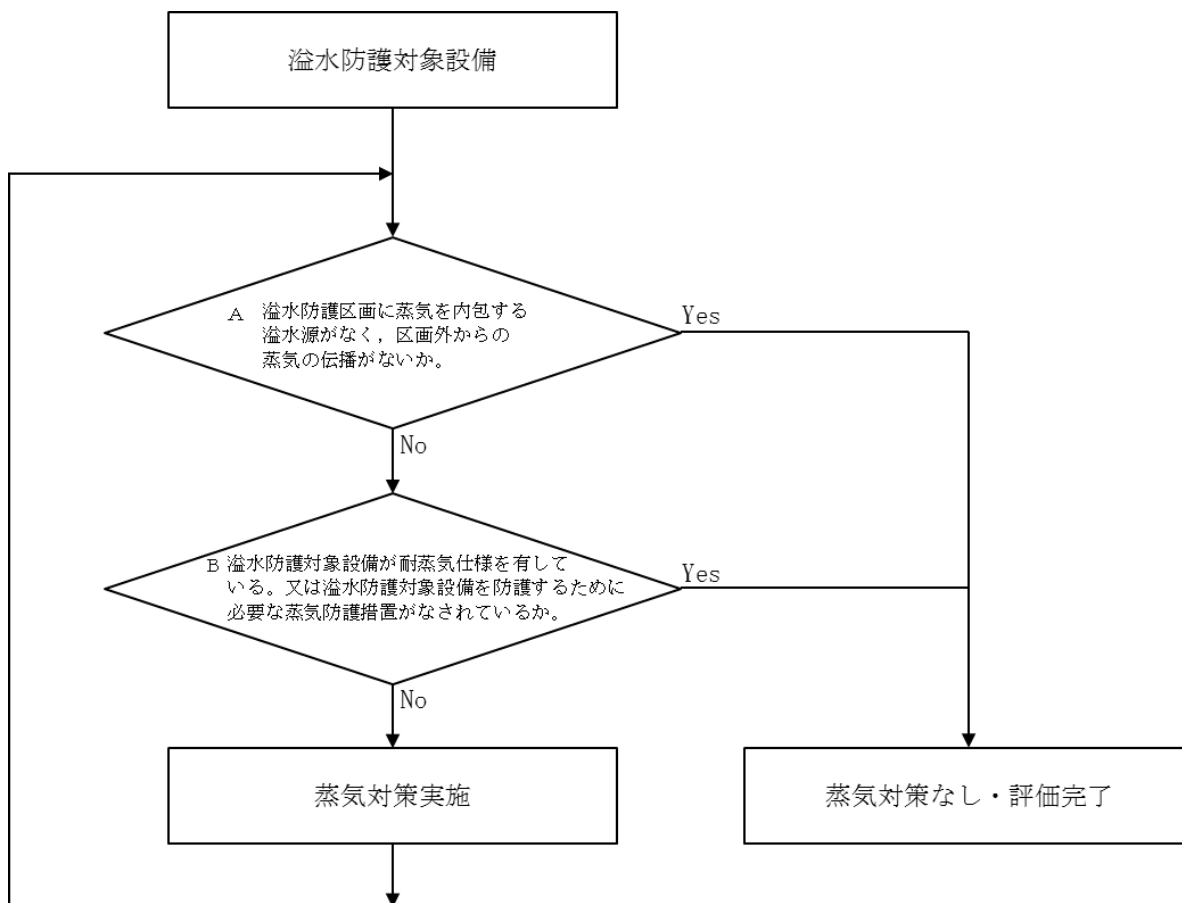 溢水防護対象設備
A 溢水防護区画に蒸気を内包する
溢水源がなく，区画外からの
蒸気の伝播がないか。
Yes
No
B 溢水防護対象設備が耐蒸気仕様を有して
いる。又は溢水防護対象設備を防護するために
必要な蒸気防護措置がなされているか。
Yes
No
蒸気対策実施
蒸気対策なし・評価完了